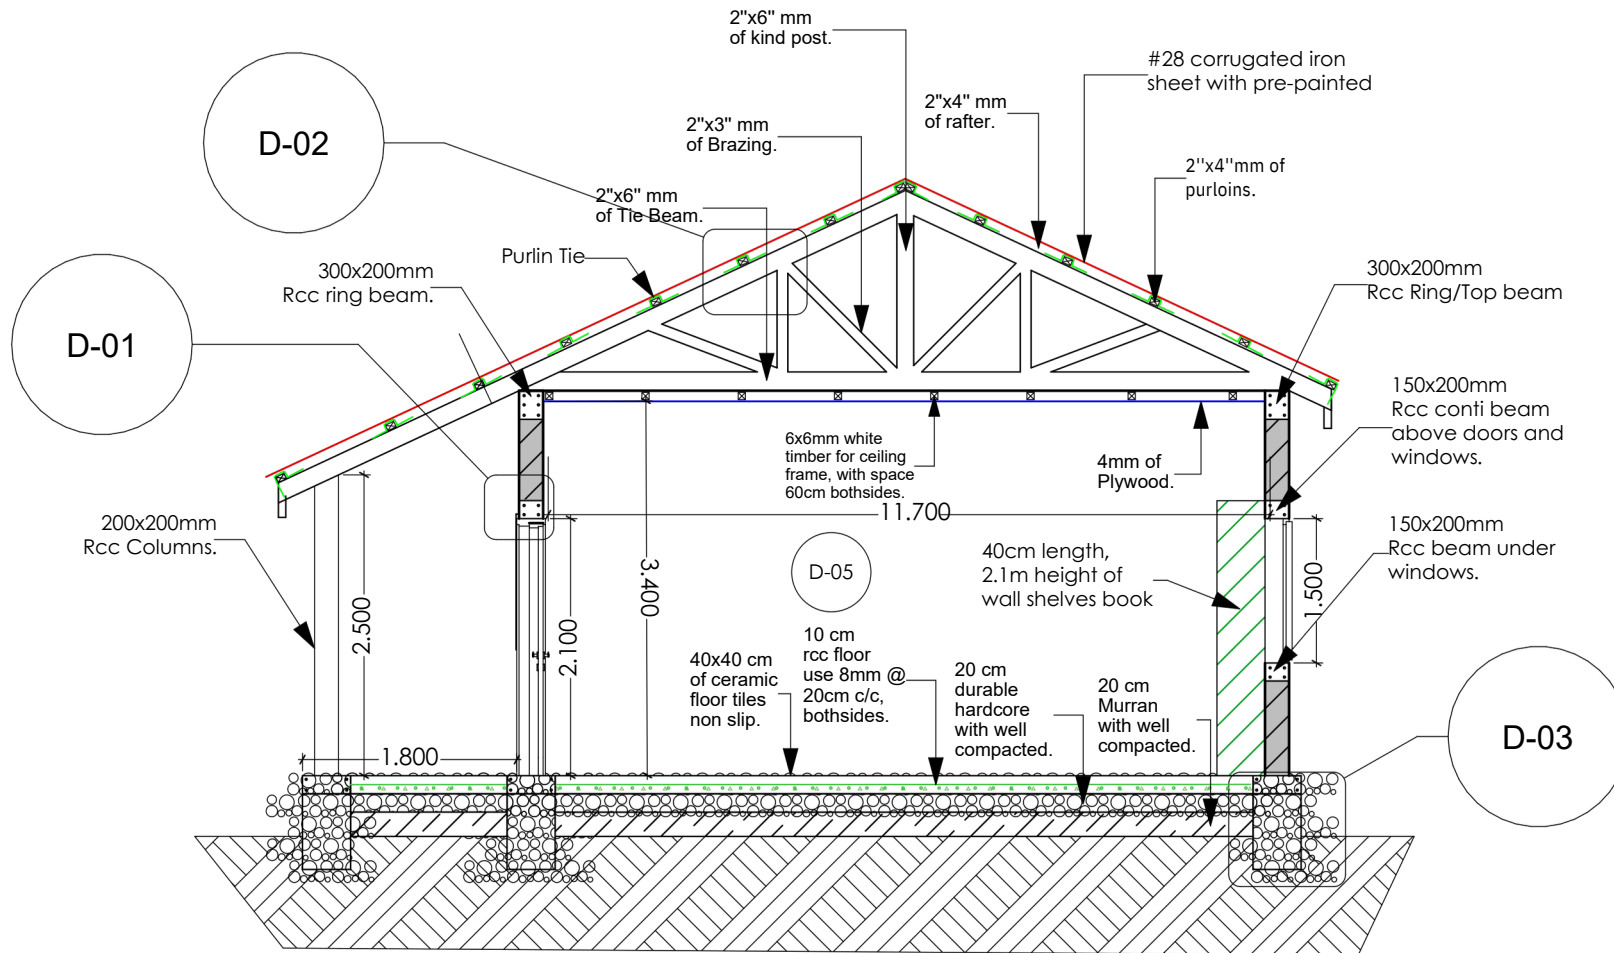 2"x6" mm
of kind post.
#28 corrugated iron
sheet with pre-painted
D-02
2"x4" mm
of rafter.
2"x3" mm
of Brazing.
2''x4''mm of
purloins.
2"x6" mm
of Tie Beam.
Purlin Tie
300x200mm
Rcc ring beam.
300x200mm
Rcc Ring/Top beam
D-01
150x200mm
Rcc conti beam
above doors and
windows.
6x6mm white
timber for ceiling
frame, with space
60cm bothsides.
4mm of
Plywood.
11.700
200x200mm
Rcc Columns.
150x200mm
Rcc beam under
windows.
40cm length,
2.1m height of
wall shelves book
D-05
3.400
1.500
2.500
2.100
10 cm
rcc floor
use 8mm @
20cm c/c,
bothsides.
40x40 cm
of ceramic
floor tiles
non slip.
20 cm
durable
hardcore
with well
compacted.
20 cm
Murran
with well
compacted.
D-03
1.800